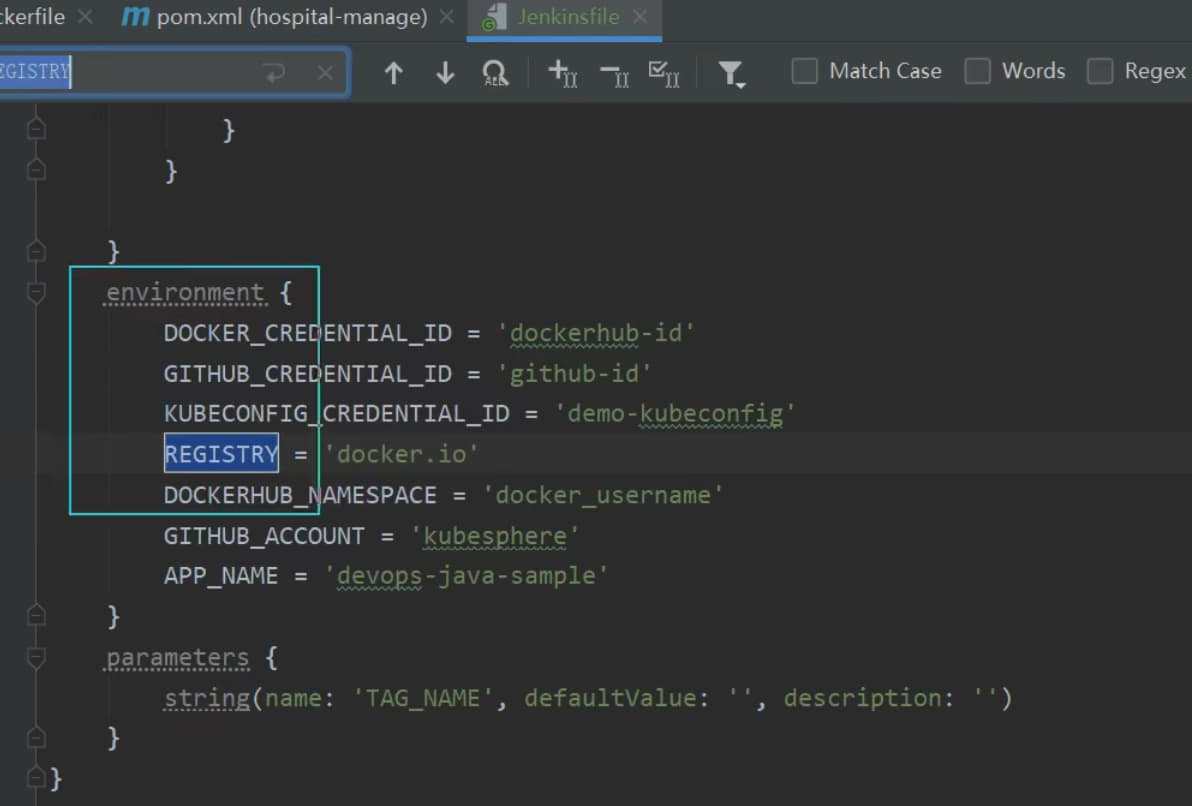 ckerfile
pom.xml (hospital-manage)
Jenkinsfile
EGISTRY
Match Case
Words
Regex
}
}
}
environment {
DOCKER_CREDENTIAL_ID = 'dockerhub-id'
GITHUB_CREDENTIAL_ID = 'github-id'
KUBECONFIG_CREDENTIAL_ID = 'demo-kubeconfig'
REGISTRY = 'docker.io'
DOCKERHUB_NAMESPACE = 'docker_username'
GITHUB_ACCOUNT = 'kubesphere'
APP_NAME = 'devops-java-sample'
}
parameters {
string(name: 'TAG_NAME', defaultValue: '', description: '')
}
}